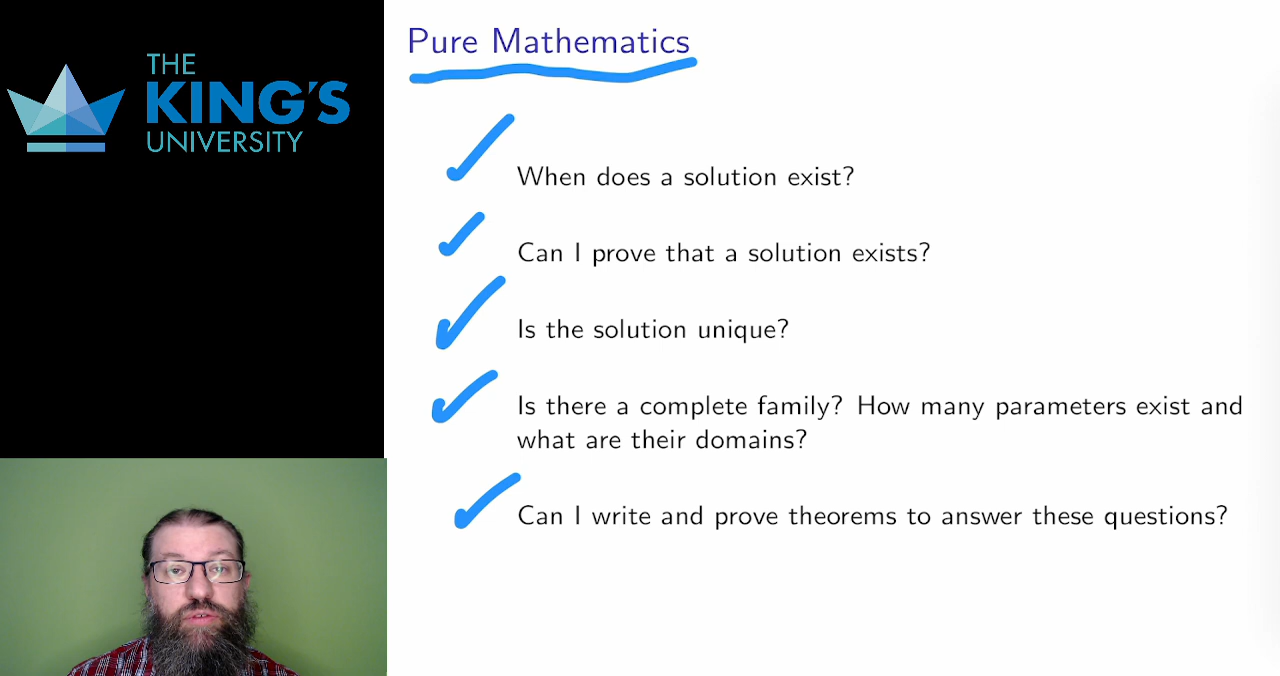 THE
KING'S
UNIVERSITY
Pure Mathematics
When does a solution exist?
Can I prove that a solution exists?
Is the solution unique?
Is there a complete family? How many parameters exist and
what are their domains?
Can I write and prove theorems to answer these questions?